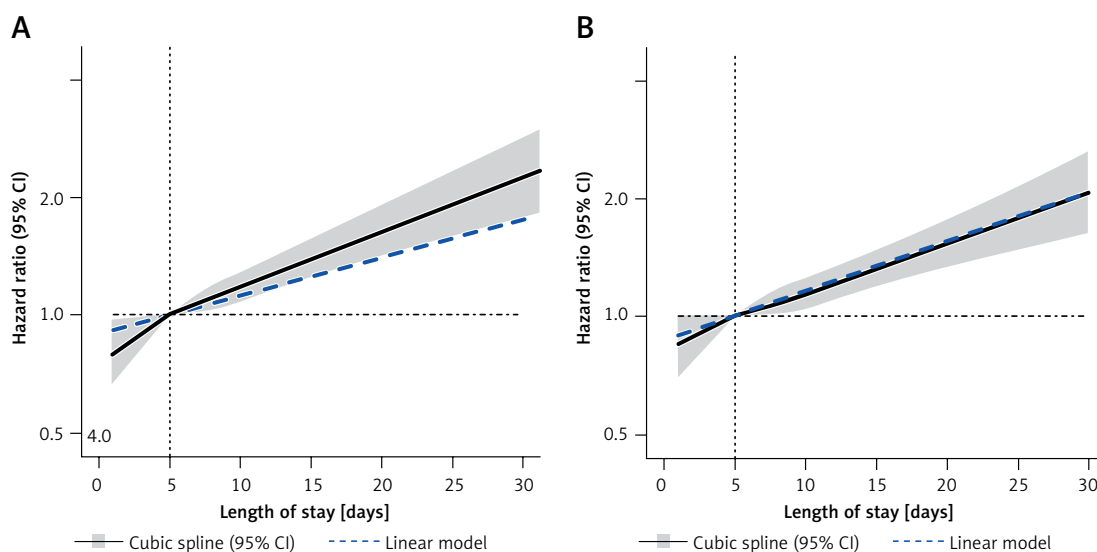 A
Hazard ratio (95% CI)
2.0
1.0
0.5
4.0
0 5 10 15 20 25 30
Length of stay [days]
Cubic spline (95% CI) Linear model
B
Hazard ratio (95% CI)
2.0
1.0
0.5
0 5 10 15 20 25 30
Length of stay [days]
Cubic spline (95% CI) Linear model